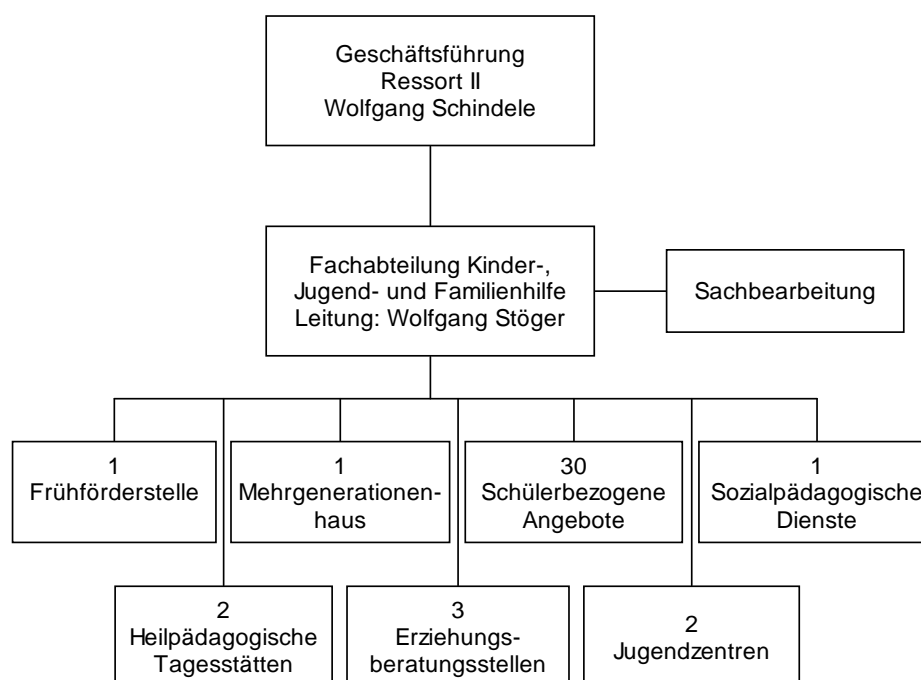 Geschäftsführung
Ressort II
Wolfgang Schindele
Fachabteilung Kinder-,
Jugend- und Familienhilfe
Leitung: Wolfgang Stöger
Sachbearbeitung
1
Frühförderstelle
1
Mehrgenerationen-
haus
30
Schülerbezogene
Angebote
1
Sozialpädagogische
Dienste
2
Heilpädagogische
Tagesstätten
3
Erziehungs-
beratungsstellen
2
Jugendzentren